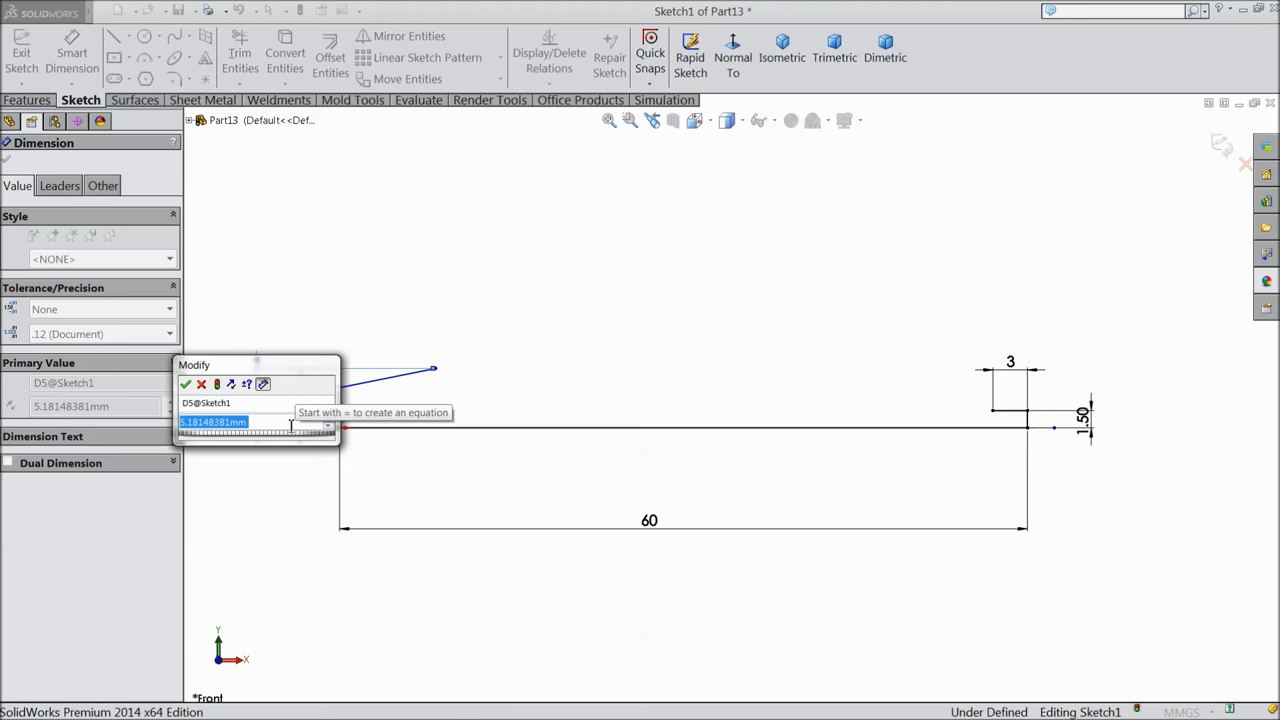 SOLIDWORKS
Sketch1 of Part13 *
Exit Sketch
Smart Dimension
Trim Entities
Convert Entities
Offset Entities
Mirror Entities
Linear Sketch Pattern
Move Entities
Display/Delete Relations
Repair Sketch
Quick Snaps
Rapid Sketch
Normal To
Isometric
Trimetric
Dimetric
Features
Sketch
Surfaces
Sheet Metal
Weldments
Mold Tools
Evaluate
Render Tools
Office Products
Simulation
Part13 (Default<<Def...
Dimension
?
Value
Leaders
Other
Style
<NONE>
Tolerance/Precision
None
.12 (Document)
Primary Value
D5@Sketch1
5.18148381mm
Dimension Text
Dual Dimension
Modify
D5@Sketch1
5.18148381mm
Start with = to create an equation
3
1.50
60
Y
X
*Front
SolidWorks Premium 2014 x64 Edition
Under Defined
Editing Sketch1
MMGS